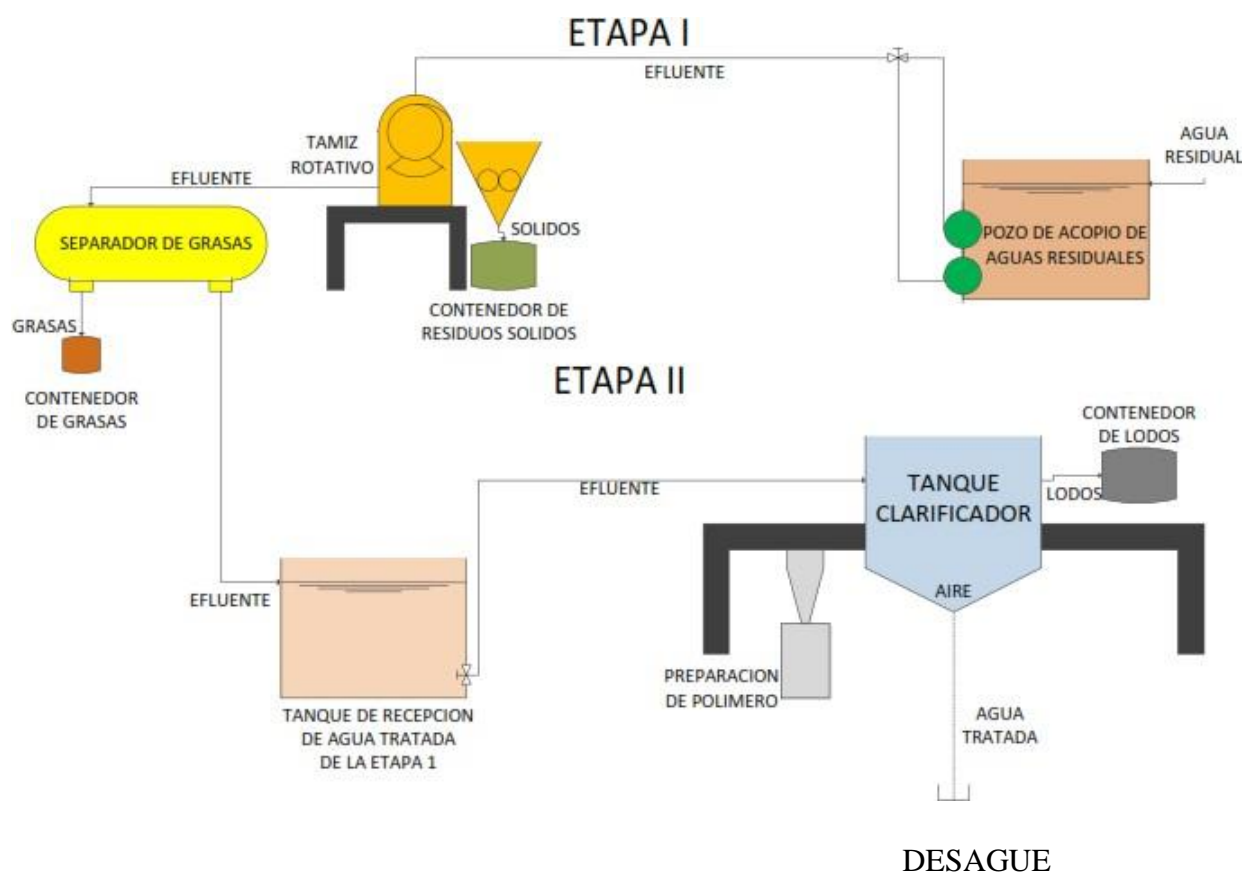 ETAPA I
EFLUENTE
AGUA
RESIDUAL
TAMIZ
ROTATIVO
EFLUENTE
SEPARADOR DE GRASAS
SOLIDOS
POZO DE ACOPIO DE
AGUAS RESIDUALES
CONTENEDOR DE
RESIDUOS SOLIDOS
GRASAS
CONTENEDOR
DE GRASAS
ETAPA II
CONTENEDOR
DE LODOS
EFLUENTE
TANQUE
CLARIFICADOR
LODOS
AIRE
EFLUENTE
PREPARACION
DE POLIMERO
TANQUE DE RECEPCION
DE AGUA TRATADA
DE LA ETAPA 1
AGUA
TRATADA
DESAGUE